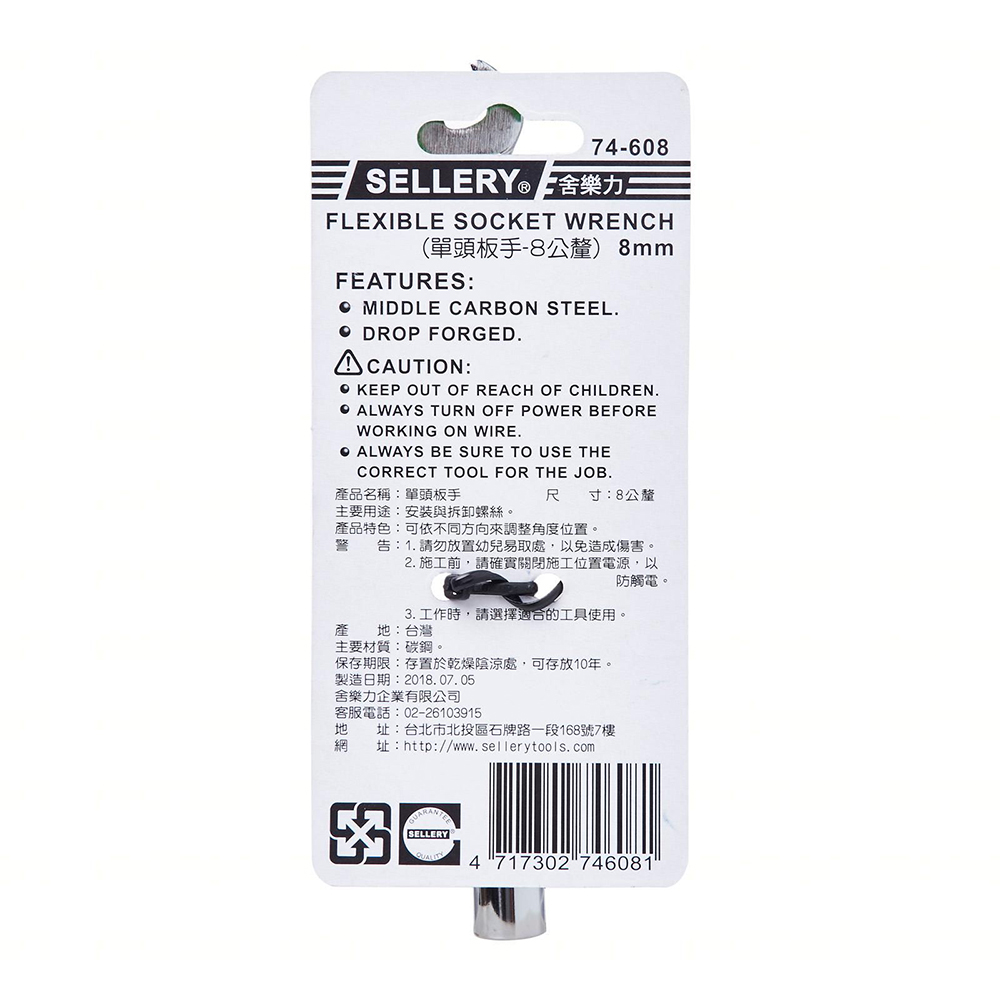 74-608
SELLERY® 舍樂力
FLEXIBLE SOCKET WRENCH
(單頭板手-8公釐) 8mm
FEATURES:
• MIDDLE CARBON STEEL.
• DROP FORGED.
CAUTION:
• KEEP OUT OF REACH OF CHILDREN.
• ALWAYS TURN OFF POWER BEFORE
WORKING ON WIRE.
• ALWAYS BE SURE TO USE THE
CORRECT TOOL FOR THE JOB.
產品名稱：單頭板手 尺 寸：8公釐
主要用途：安裝與拆卸螺絲。
產品特色：可依不同方向來調整角度位置。
警 告：1. 請勿放置幼兒易取處，以免造成傷害。
2. 施工前，請確實關閉施工位置電源，以
防觸電。
3. 工作時，請選擇適合的工具使用。
產 地：台灣
主要材質：碳鋼。
保存期限：存置於乾燥陰涼處，可存放10年。
製造日期：2018.07.05
舍樂力企業有限公司
客服電話：02-26103915
地 址：台北市北投區石牌路一段168號7樓
網 址：http://www.sellerytools.com
GUARANTEE
SELLERY®
QUALITY
4 717302 746081